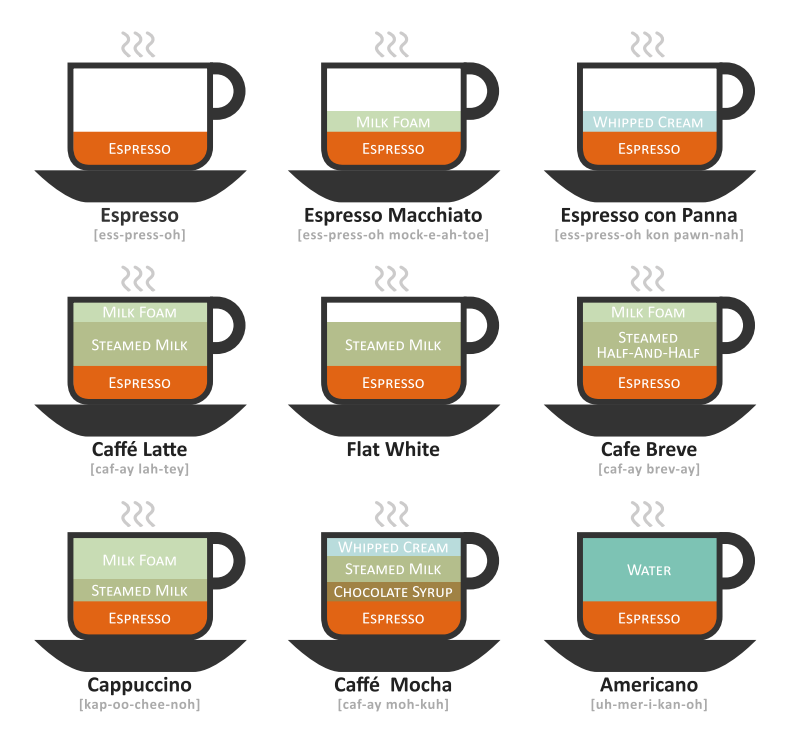 Espresso
Espresso
[ess-press-oh]
Milk Foam
Espresso
Espresso Macchiato
[ess-press-oh mock-e-ah-toe]
Whipped Cream
Espresso
Espresso con Panna
[ess-press-oh kon pawn-nah]
Milk Foam
Steamed Milk
Espresso
Caffé Latte
[caf-ay lah-tey]
Steamed Milk
Espresso
Flat White
Milk Foam
Steamed
Half-And-Half
Espresso
Cafe Breve
[caf-ay brev-ay]
Milk Foam
Steamed Milk
Espresso
Cappuccino
[kap-oo-chee-noh]
Whipped Cream
Steamed Milk
Chocolate Syrup
Espresso
Caffé Mocha
[caf-ay moh-kuh]
Water
Espresso
Americano
[uh-mer-i-kan-oh]